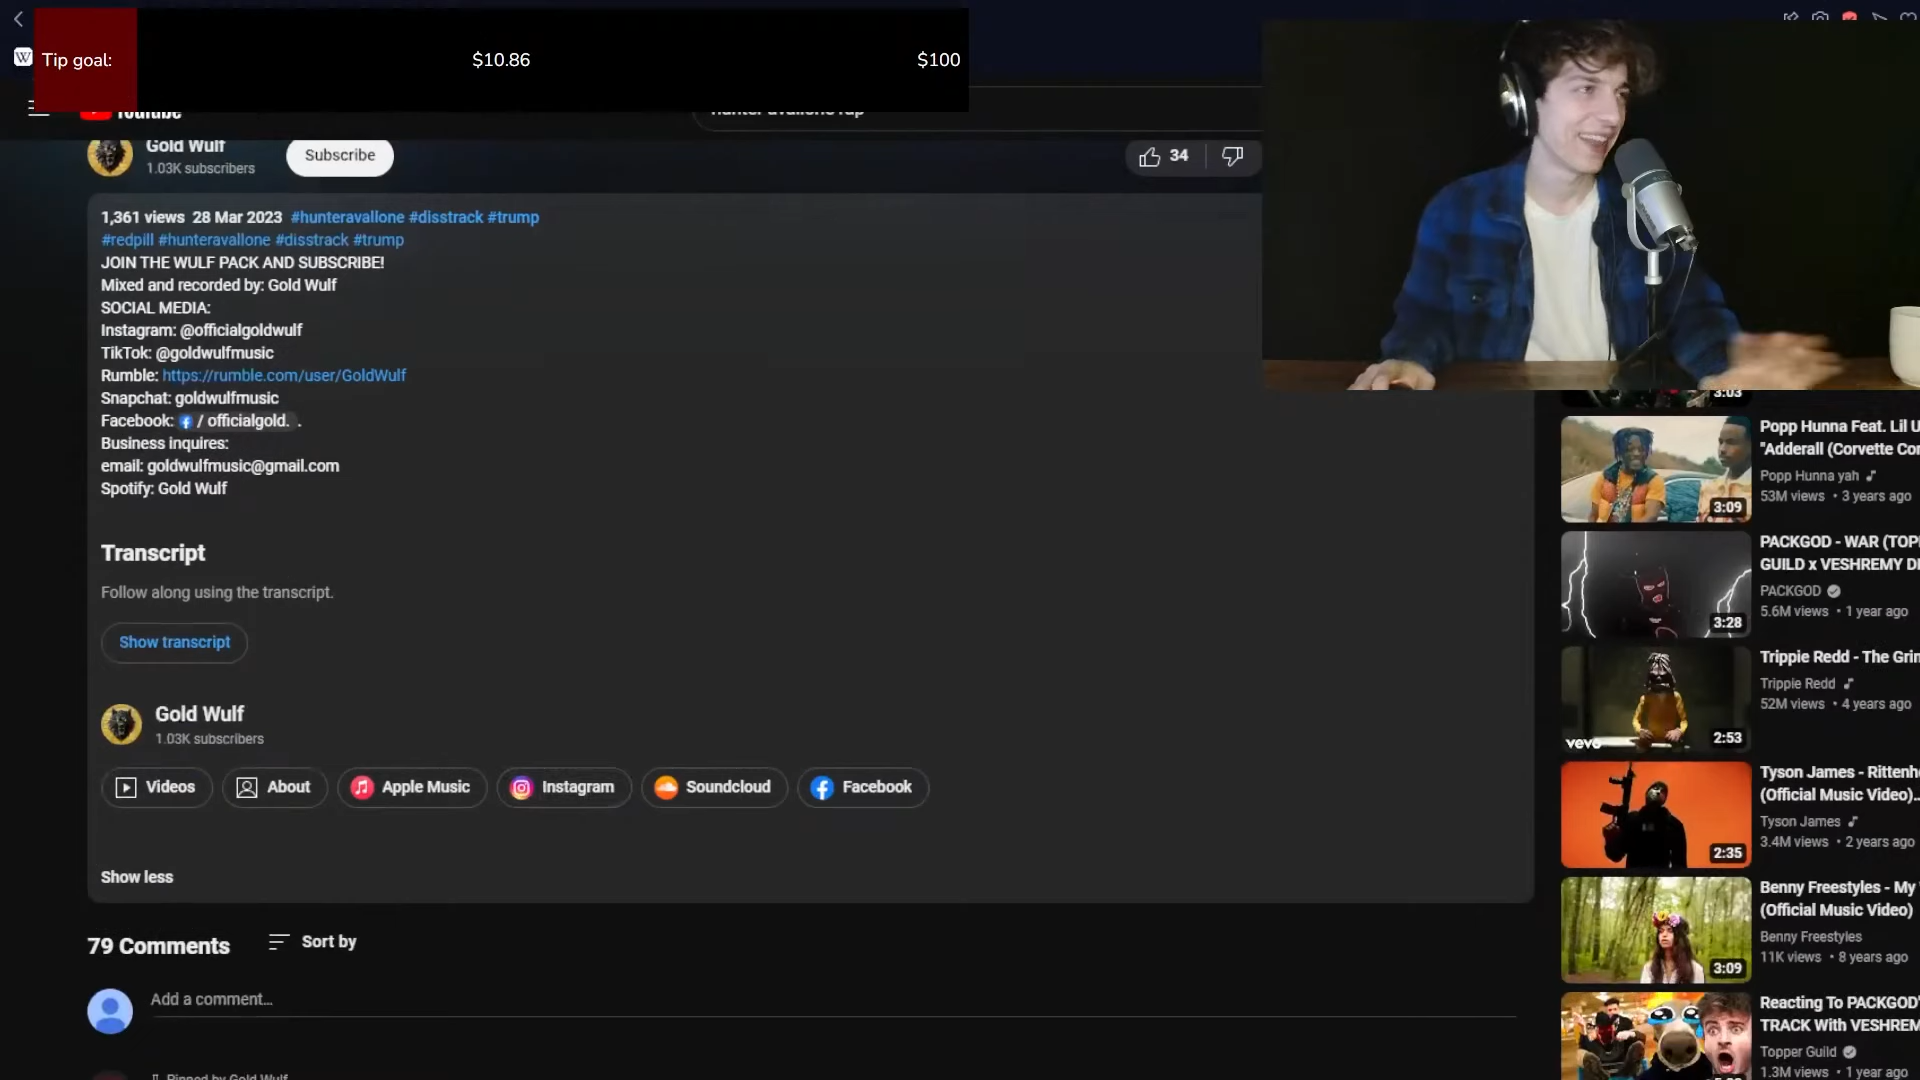 W
Tip goal:
$10.86
$100
YouTube
hunter avallone rap
Gold Wulf
1.03K subscribers
Subscribe
34
1,361 views 28 Mar 2023 #hunteravallone #disstrack #trump
#redpill #hunteravallone #disstrack #trump
JOIN THE WULF PACK AND SUBSCRIBE!
Mixed and recorded by: Gold Wulf
SOCIAL MEDIA:
Instagram: @officialgoldwulf
TikTok: @goldwulfmusic
Rumble: https://rumble.com/user/GoldWulf
Snapchat: goldwulfmusic
Facebook: / officialgold. .
Business inquires:
email: goldwulfmusic@gmail.com
Spotify: Gold Wulf
Transcript
Follow along using the transcript.
Show transcript
Gold Wulf
1.03K subscribers
Videos
About
Apple Music
Instagram
Soundcloud
Facebook
Show less
79 Comments
Sort by
Add a comment...
Pinned by Gold Wulf
3:03
Popp Hunna Feat. Lil U
"Adderall (Corvette Cor
Popp Hunna yah
53M views • 3 years ago
3:09
PACKGOD - WAR (TOPI
GUILD x VESHREMY DI
PACKGOD
5.6M views • 1 year ago
3:28
Trippie Redd - The Grin
Trippie Redd
52M views • 4 years ago
vevo
2:53
Tyson James - Rittenh
(Official Music Video)...
Tyson James
3.4M views • 2 years ago
2:35
Benny Freestyles - My
(Official Music Video)
Benny Freestyles
11K views • 8 years ago
3:09
Reacting To PACKGOD'
TRACK With VESHREM
Topper Guild
1.3M views • 1 year ago